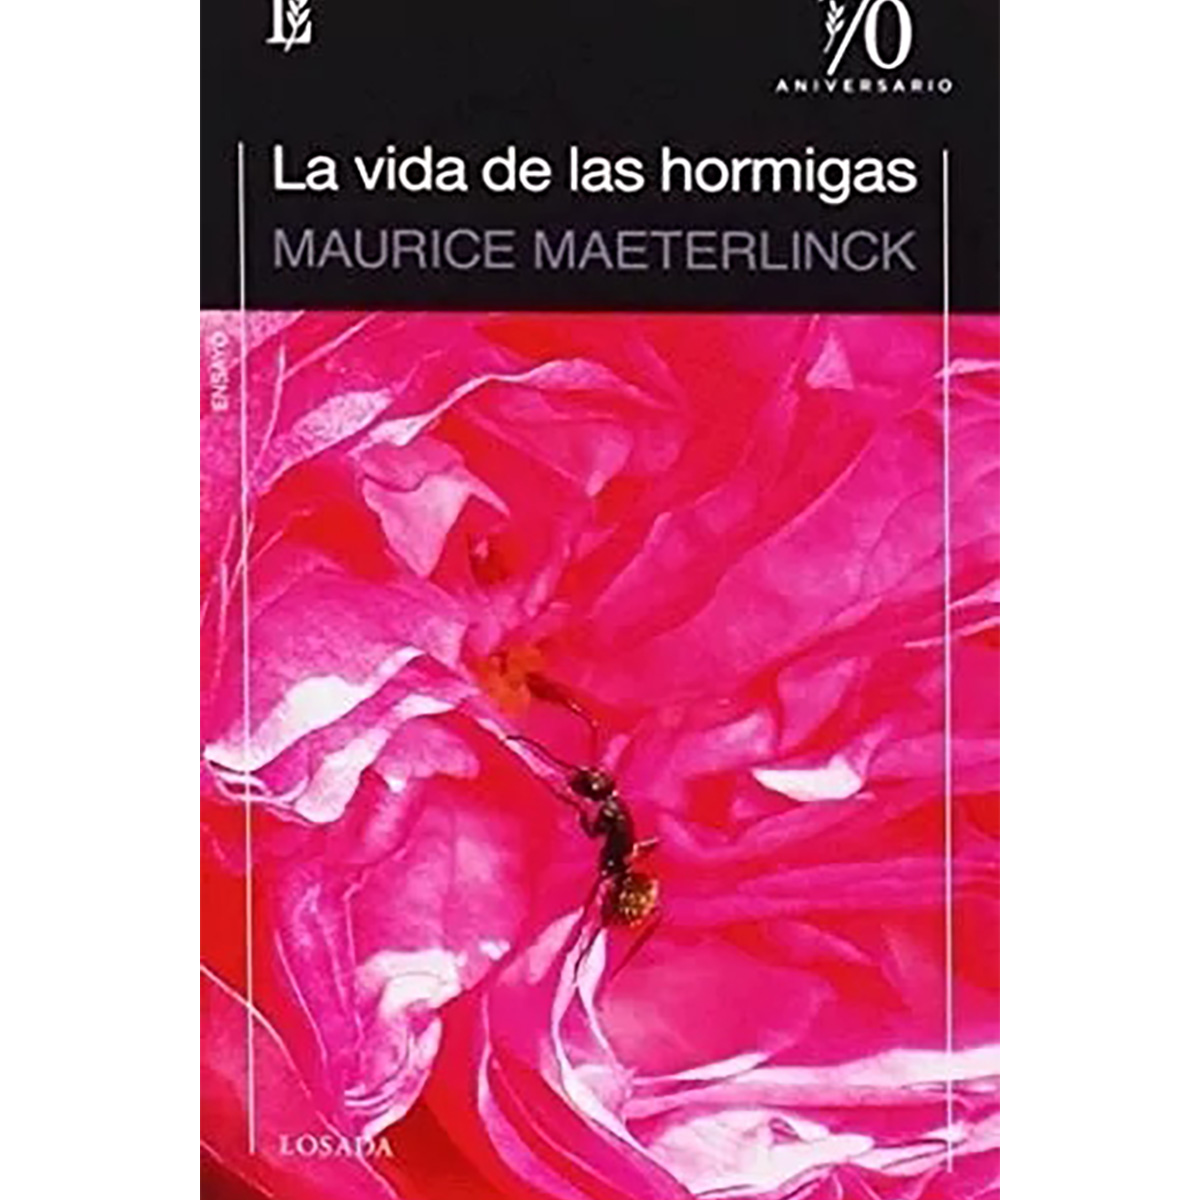 L
70
ANIVERSARIO
La vida de las hormigas
MAURICE MAETERLINCK
ENSAYO
LOSADA